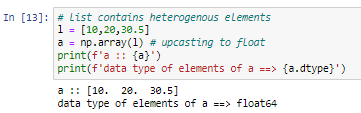 In [13]: # list contains heterogenous elements
l = [10,20,30.5]
a = np.array(l) # upcasting to float
print(f'a :: {a}')
print(f'data type of elements of a ==> {a.dtype}')
a :: [10.  20.  30.5]
data type of elements of a ==> float64